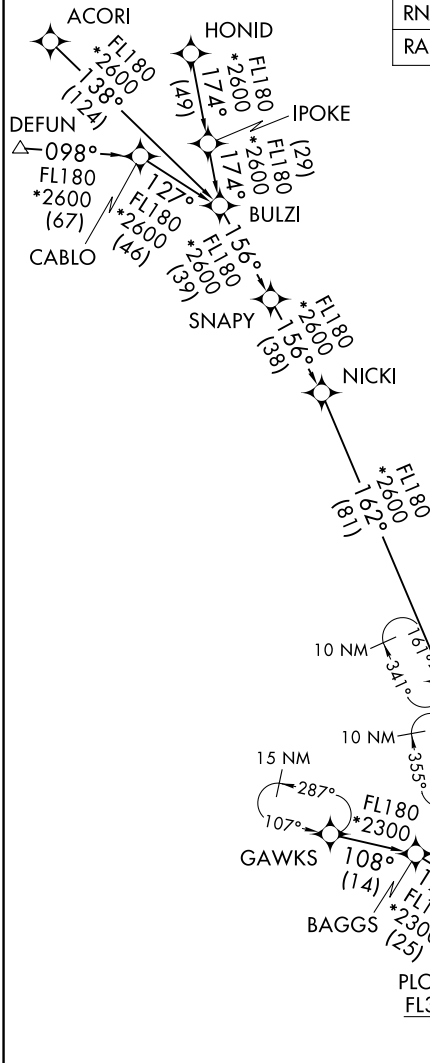 RN
RA
ACORI
FL180
*2600
138°
(124)
HONID
FL180
*2600
174°
(49)
IPOKE
FL180
*2600
174°
(29)
DEFUN
098°
FL180
*2600
(67)
CABLO
127°
FL180
*2600
(46)
BULZI
156°
FL180
*2600
(39)
SNAPY
FL180
*2600
156°
(38)
NICKI
FL180
*2600
162°
(81)
10 NM
161°
341°
10 NM
355°
15 NM
287°
107°
GAWKS
FL180
*2300
108°
(14)
BAGGS
*2300
(25)
PLO
FL3